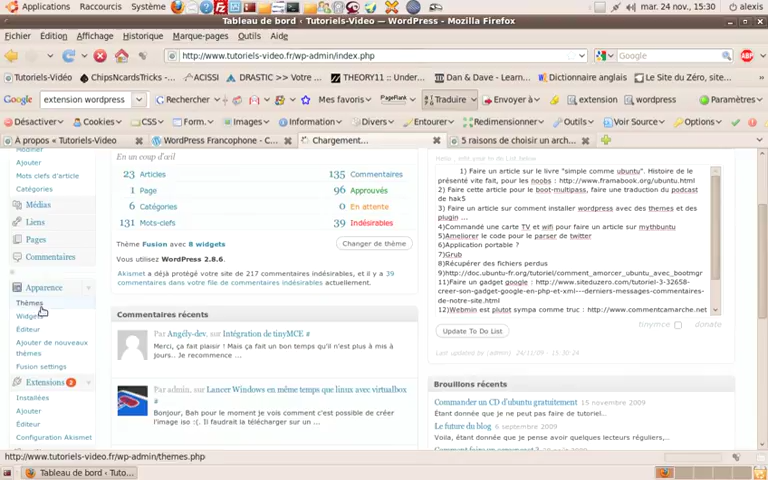 Applications Raccourcis Système mar. 24 nov., 15:30 alexis
Tableau de bord ‹ Tutoriels-Video — WordPress - Mozilla Firefox
Fichier Édition Affichage Historique Marque-pages Outils Aide
http://www.tutoriels-video.fr/wp-admin/index.php Google ABP
Tutoriels-Vidéo ChipsNcardsTricks -... ACISSI DRASTIC >> Votre ... THEORY11 :: Under... Dan & Dave - Learn... Dictionnaire anglais Le Site du Zéro, site...
Google extension wordpress Rechercher Mes favoris PageRank Traduire Envoyer à extension wordpress Paramètres
Désactiver Cookies CSS Form. Images Information Divers Entourer Redimensionner Outils Voir Source Options
À propos « Tutoriels-Video WordPress Francophone - C... Chargement... 5 raisons de choisir un arch...
Modifier
Ajouter
Mots clefs d'article
Catégories
Médias
Liens
Pages
Commentaires
Apparence
Thèmes
Widgets
Éditeur
Ajouter de nouveaux
thèmes
Fusion settings
Extensions 2
Installées
Ajouter
Éditeur
Configuration Akismet
En un coup d'œil
23 Articles 135 Commentaires
1 Page 96 Approuvés
6 Catégories 0 En attente
131 Mots-clefs 39 Indésirables
Thème Fusion avec 8 widgets Changer de thème
Vous utilisez WordPress 2.8.6.
Akismet a déjà protégé votre site de 217 commentaires indésirables, et il y a 39
commentaires dans votre file de commentaires indésirables actuellement.
Commentaires récents
Par Angély-dev. sur Intégration de tinyMCE #
Merci, ça fait plaisir ! Mais ça fait un bon temps qu'il n'est plus à mis à
jors.. Je recommence ...
Par admin. sur Lancer Windows en même temps que linux avec virtualbox
#
Bonjour, Bah pour le moment je vois comment c'est possible de créer
l'image iso :(. Il faudrait la télécharger sur un ...
1) Faire un article sur le livre "simple comme ubuntu". Histoire de le
présenté vite fait, pour les noobs : http://www.framabook.org/ubuntu.html
2) Faire cette article pour le boot-multipass, faire une traduction du podcast
de hak5
3) Faire un article sur comment installer wordpress avec des themes et des
plugin ...
4)Commandé une carte TV et wifi pour faire un article sur mythbuntu
5)Ameliorer le code pour le parser de twitter
6)Application portable ?
7)Grub
8)Récupérer des fichiers perdus
9)http://doc.ubuntu-fr.org/tutoriel/comment_amorcer_ubuntu_avec_bootmgr
11)Faire un gadget google : http://www.siteduzero.com/tutoriel-3-32658-
creer-son-gadget-google-en-php-et-xml---derniers-messages-commentaires-
de-notre-site.html
12)Webmin est plutot sympa comme truc : http://www.commentcamarche.net
Update To Do List tinymce donate
Last updated by (admin) 24/11/09 - 15:30:24
Brouillons récents
Commander un CD d'ubuntu gratuitement 15 novembre 2009
Étant donnée que je ne peut pas faire de tutoriel...
Le future du blog 6 septembre 2009
Voila, étant donnée que je pense avoir quelques lecteurs réguliers,...
http://www.tutoriels-video.fr/wp-admin/themes.php
Tableau de bord ‹ Tuto...